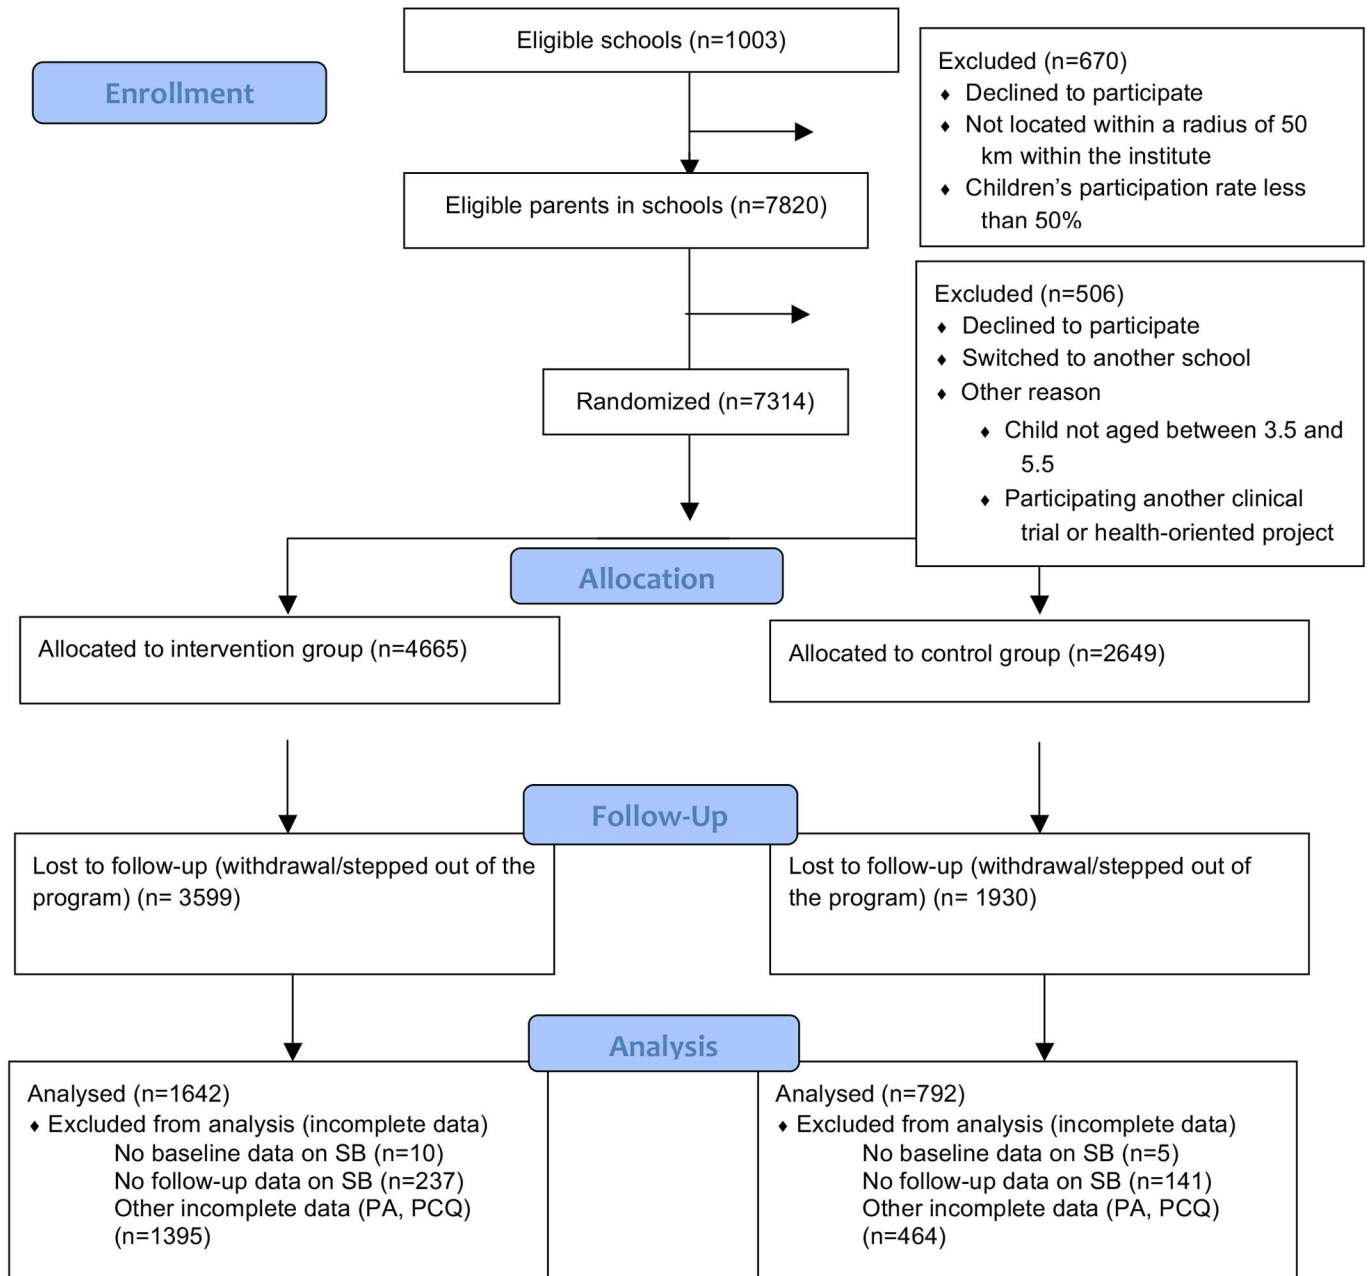 Eligible schools (n=1003)
Enrollment
Excluded (n=670)
♦ Declined to participate
♦ Not located within a radius of 50
km within the institute
♦ Children’s participation rate less
than 50%
Eligible parents in schools (n=7820)
Excluded (n=506)
♦ Declined to participate
♦ Switched to another school
♦ Other reason
♦ Child not aged between 3.5 and
5.5
♦ Participating another clinical
trial or health-oriented project
Randomized (n=7314)
Allocation
Allocated to intervention group (n=4665)
Allocated to control group (n=2649)
Follow-Up
Lost to follow-up (withdrawal/stepped out of the
program) (n= 3599)
Lost to follow-up (withdrawal/stepped out of
the program) (n= 1930)
Analysis
Analysed (n=1642)
♦ Excluded from analysis (incomplete data)
No baseline data on SB (n=10)
No follow-up data on SB (n=237)
Other incomplete data (PA, PCQ)
(n=1395)
Analysed (n=792)
♦ Excluded from analysis (incomplete data)
No baseline data on SB (n=5)
No follow-up data on SB (n=141)
Other incomplete data (PA, PCQ)
(n=464)